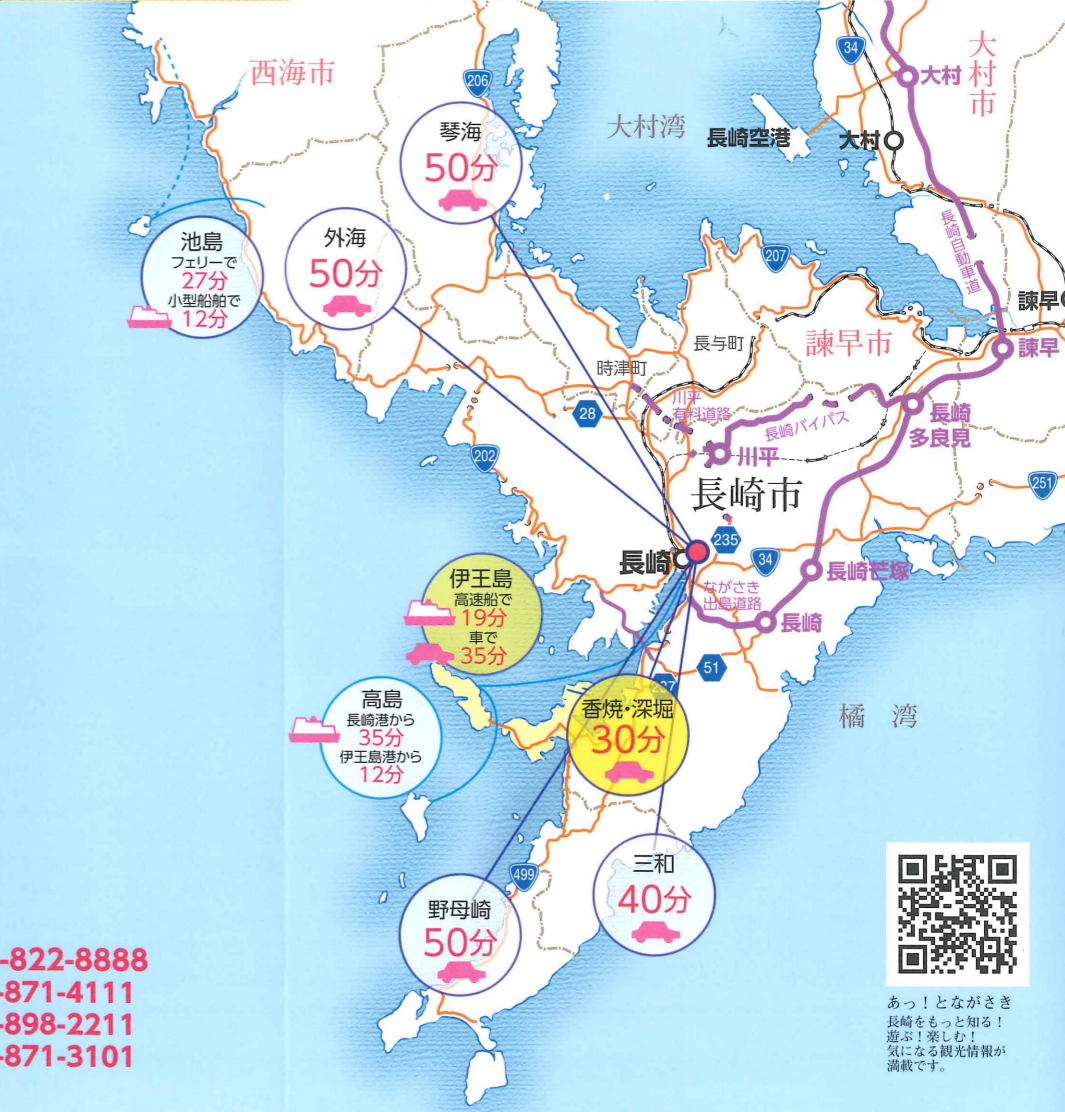 西海市
206
琴海
50分
大村湾
34
大村
大村市
長崎空港
大村
長崎自動車道
池島
フェリーで
27分
小型船舶で
12分
外海
50分
207
諫早
諫早
長与町
諫早市
時津町
川平
有料道路
28
長崎バイパス
長崎
多良見
川平
202
長崎市
251
235
長崎
34
長崎芒塚
ながさき
出島道路
長崎
伊王島
高速船で
19分
車で
35分
51
高島
長崎港から
35分
伊王島港から
12分
香焼・深堀
30分
橘 湾
三和
40分
499
野母崎
50分
-822-8888
-871-4111
-898-2211
-871-3101
あっ!とながさき
長崎をもっと知る!
遊ぶ!楽しむ!
気になる観光情報が
満載です。